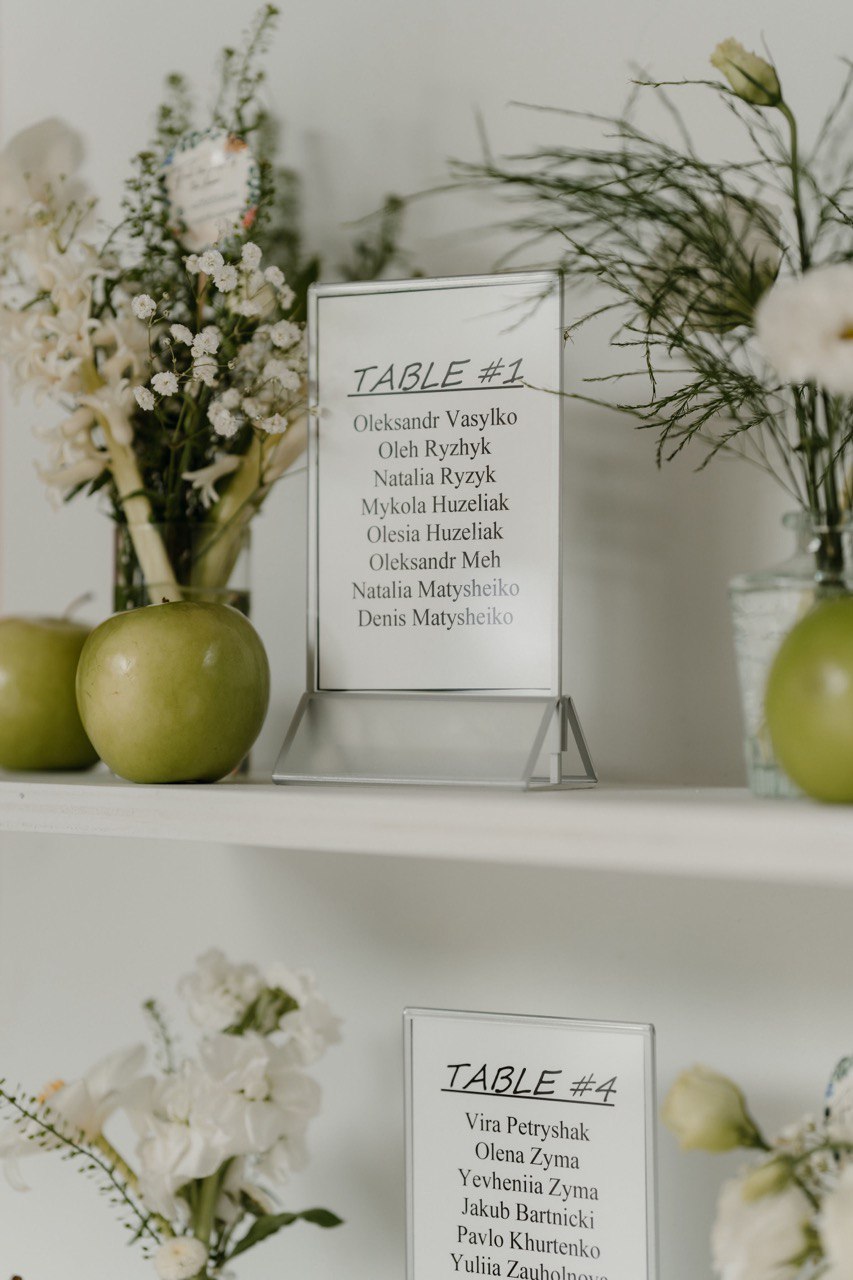 TABLE #1
Oleksandr Vasylko
Oleh Ryzhyk
Natalia Ryzyk
Mykola Huzeliak
Olesia Huzeliak
Oleksandr Meh
Natalia Matysheiko
Denis Matysheiko
TABLE #4
Vira Petryshak
Olena Zyma
Yevheniia Zyma
Jakub Bartnicki
Pavlo Khurtenko
Yuliia